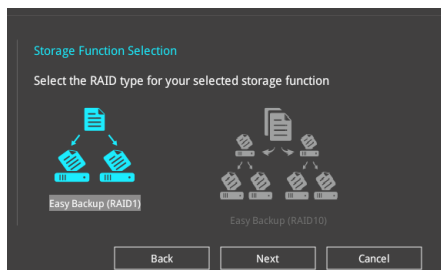 Storage Function Selection
Select the RAID type for your selected storage function
Easy Backup (RAID1)
Easy Backup (RAID10)
Back
Next
Cancel